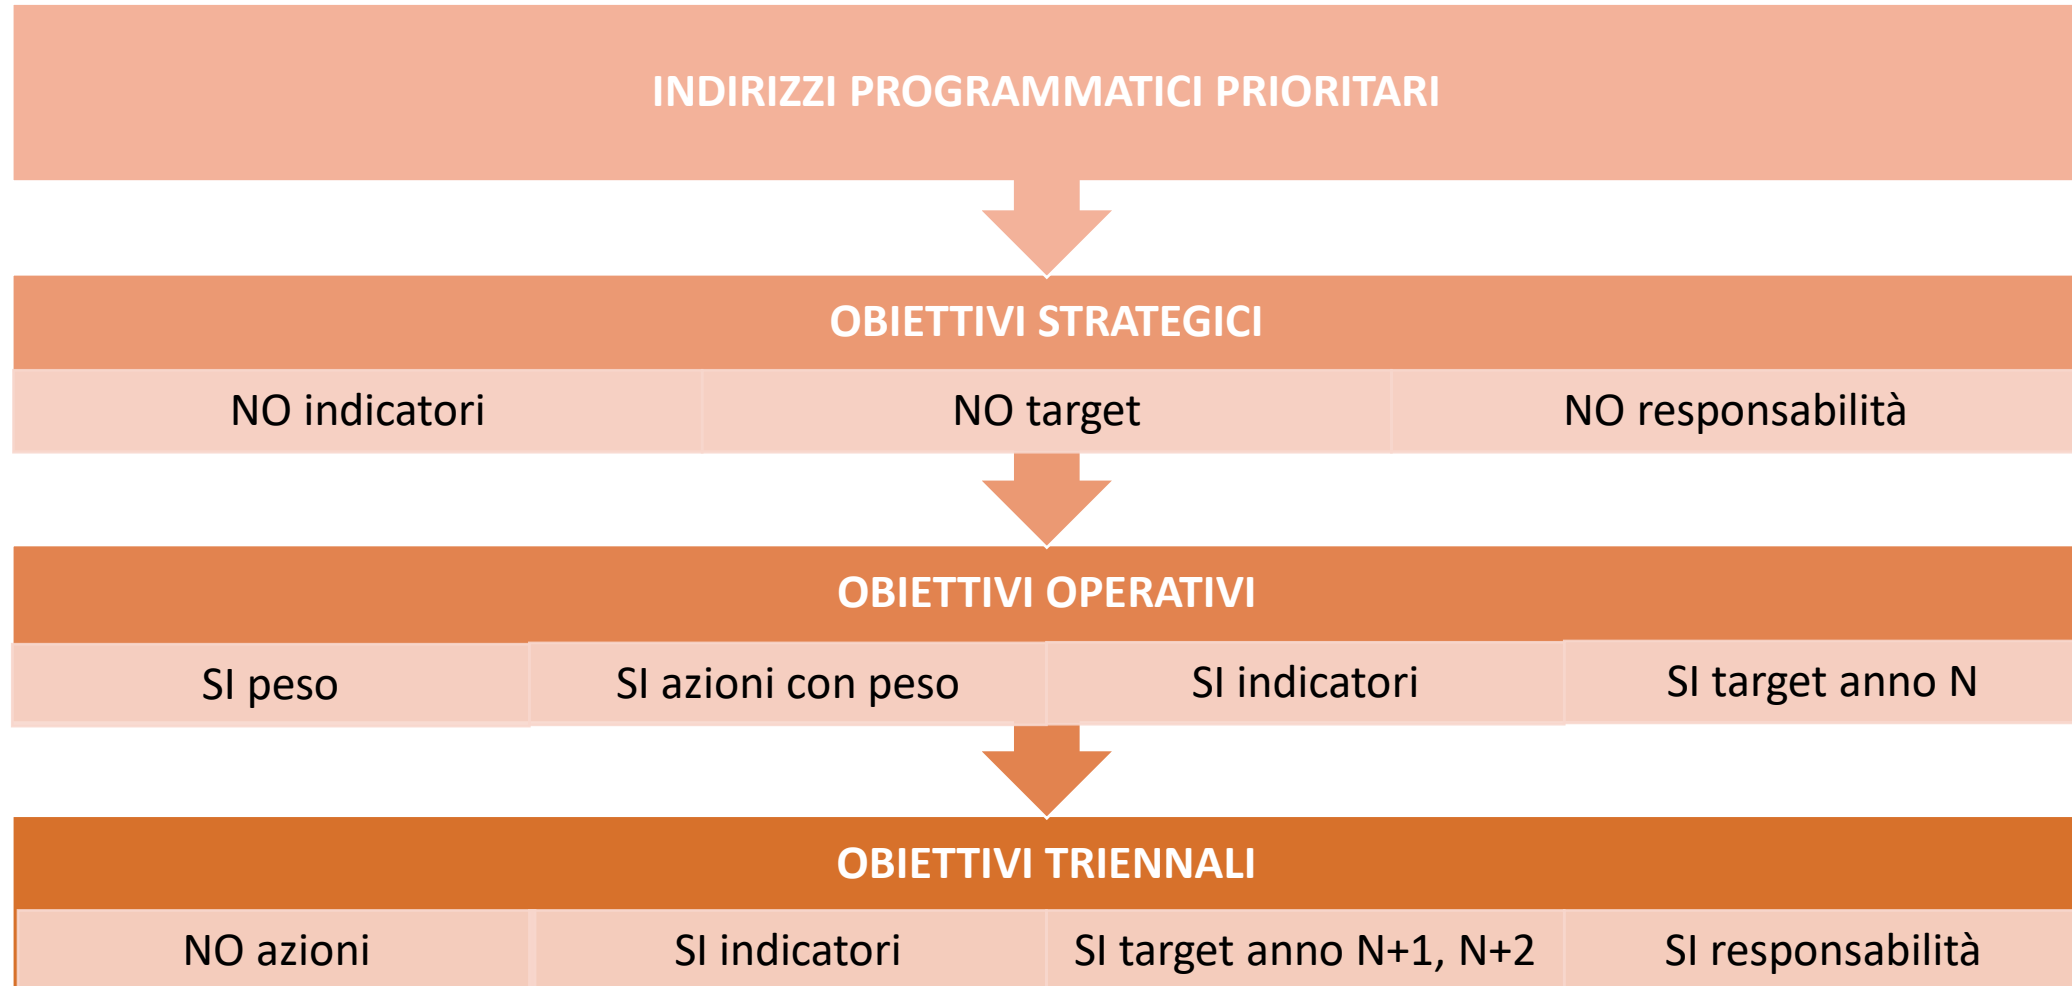 INDIRIZZI PROGRAMMATICI PRIORITARI
OBIETTIVI STRATEGICI
NO indicatori
NO target
NO responsabilità
OBIETTIVI OPERATIVI
SI peso
SI azioni con peso
SI indicatori
SI target anno N
OBIETTIVI TRIENNALI
NO azioni
SI indicatori
SI target anno N+1, N+2
SI responsabilità